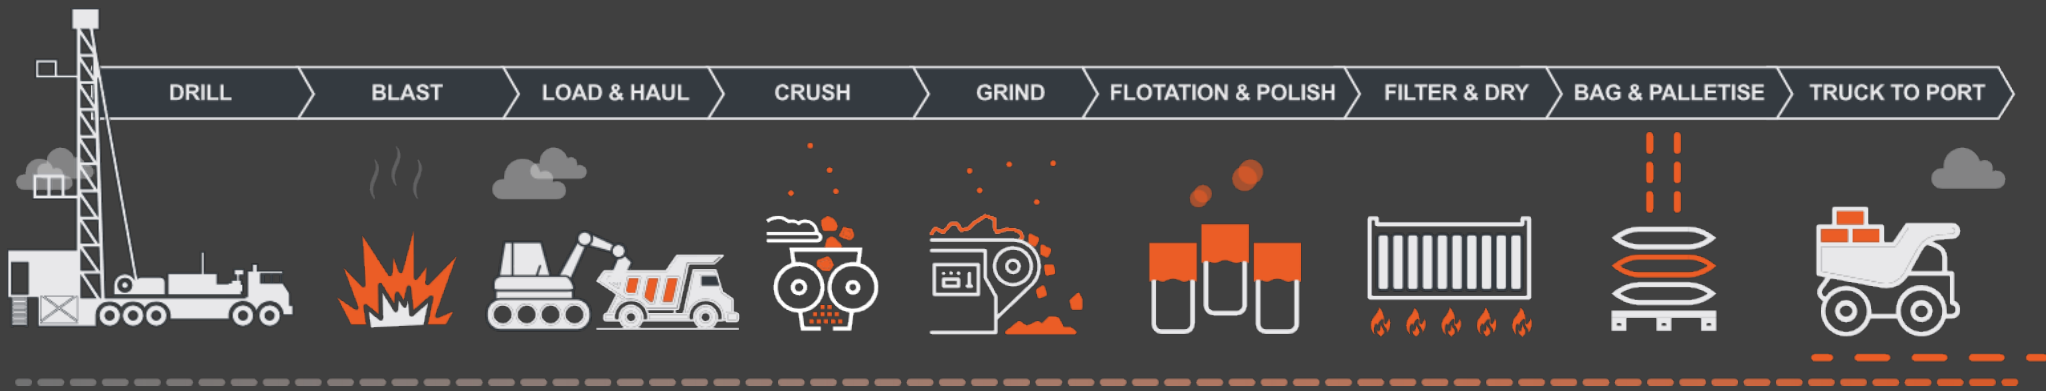 DRILL
BLAST
LOAD & HAUL
CRUSH
GRIND
FLOTATION & POLISH
FILTER & DRY
BAG & PALLETISE
TRUCK TO PORT